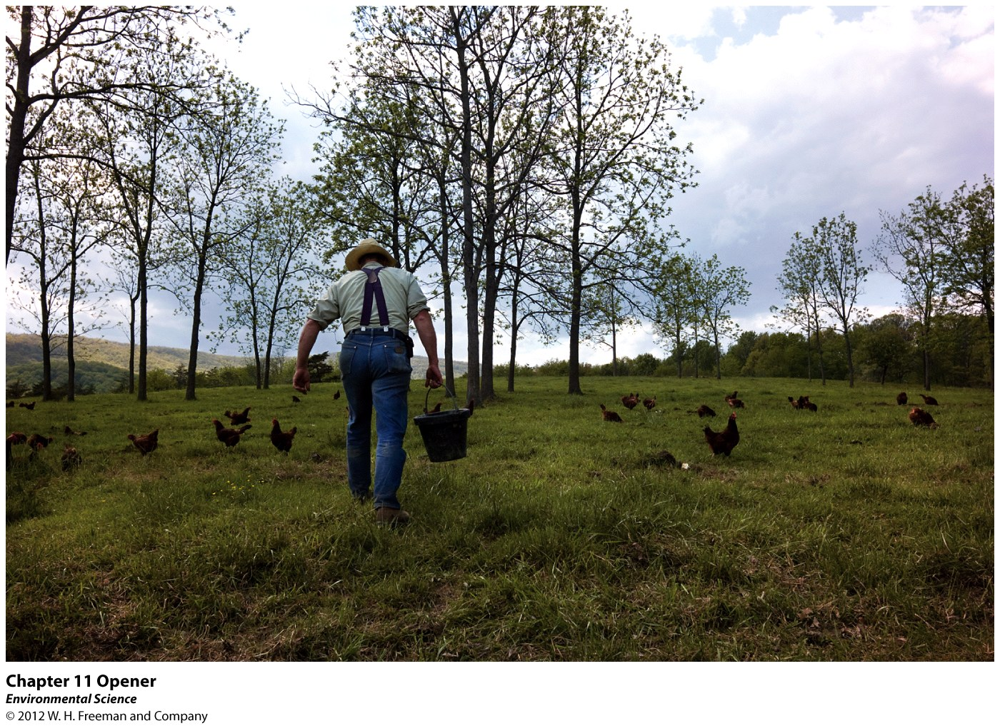 Chapter 11 Opener
Environmental Science
© 2012 W. H. Freeman and Company